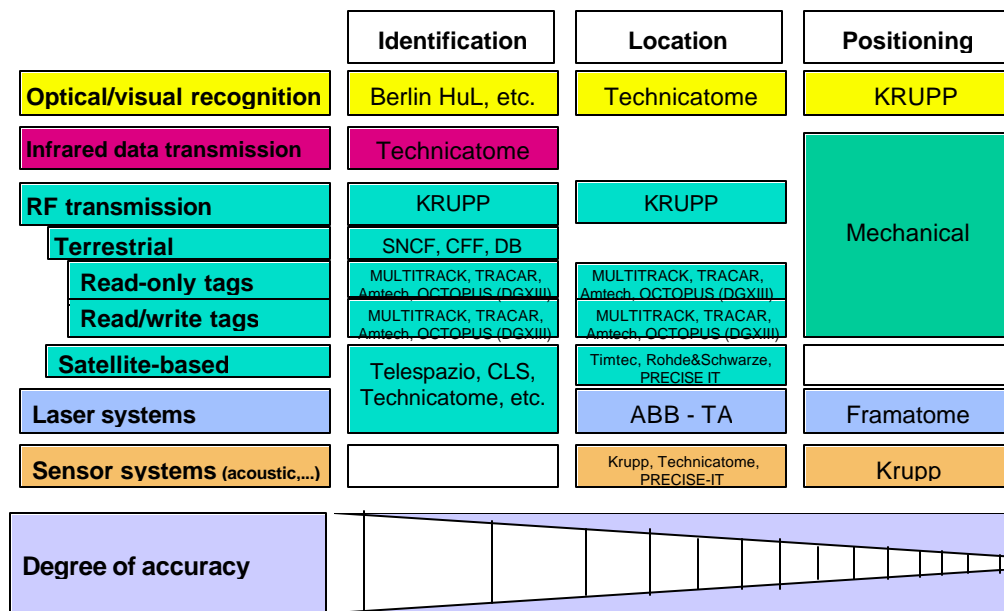 Identification Location Positioning
Optical/visual recognition Berlin HuL, etc. Technicatome KRUPP
Infrared data transmission Technicatome
RF transmission KRUPP KRUPP
Mechanical
Terrestrial SNCF, CFF, DB
Read-only tags MULTITRACK, TRACAR, MULTITRACK, TRACAR,
Amtech, OCTOPUS (DGXIII) Amtech, OCTOPUS (DGXIII)
Read/write tags MULTITRACK, TRACAR, MULTITRACK, TRACAR,
Amtech, OCTOPUS (DGXIII) Amtech, OCTOPUS (DGXIII)
Satellite-based Telespazio, CLS, Timtec, Rohde&Schwarze,
Technicatome, etc. PRECISE IT
Laser systems ABB - TA Framatome
Sensor systems (acoustic,...) Krupp, Technicatome, Krupp
PRECISE-IT
Degree of accuracy